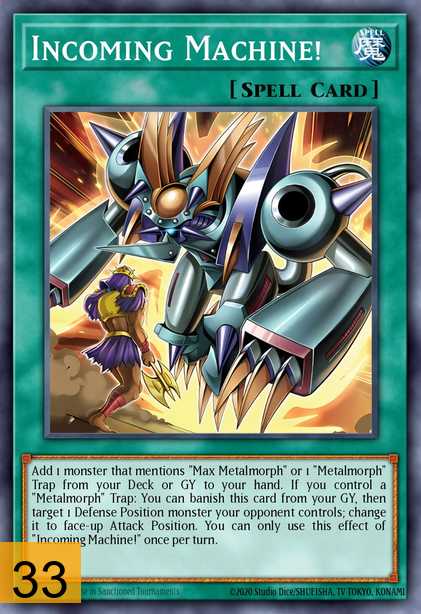 INCOMING MACHINE!
SPELL
魔
[SPELL CARD]
Add 1 monster that mentions "Max Metalmorph" or 1 "Metalmorph"
Trap from your Deck or GY to your hand. If you control a
"Metalmorph" Trap: You can banish this card from your GY, then
target 1 Defense Position monster your opponent controls; change
it to face-up Attack Position. You can only use this effect of
"Incoming Machine!" once per turn.
33
in Sanctioned Tournaments
©2020 Studio Dice/SHUEISHA, TV TOKYO, KONAMI